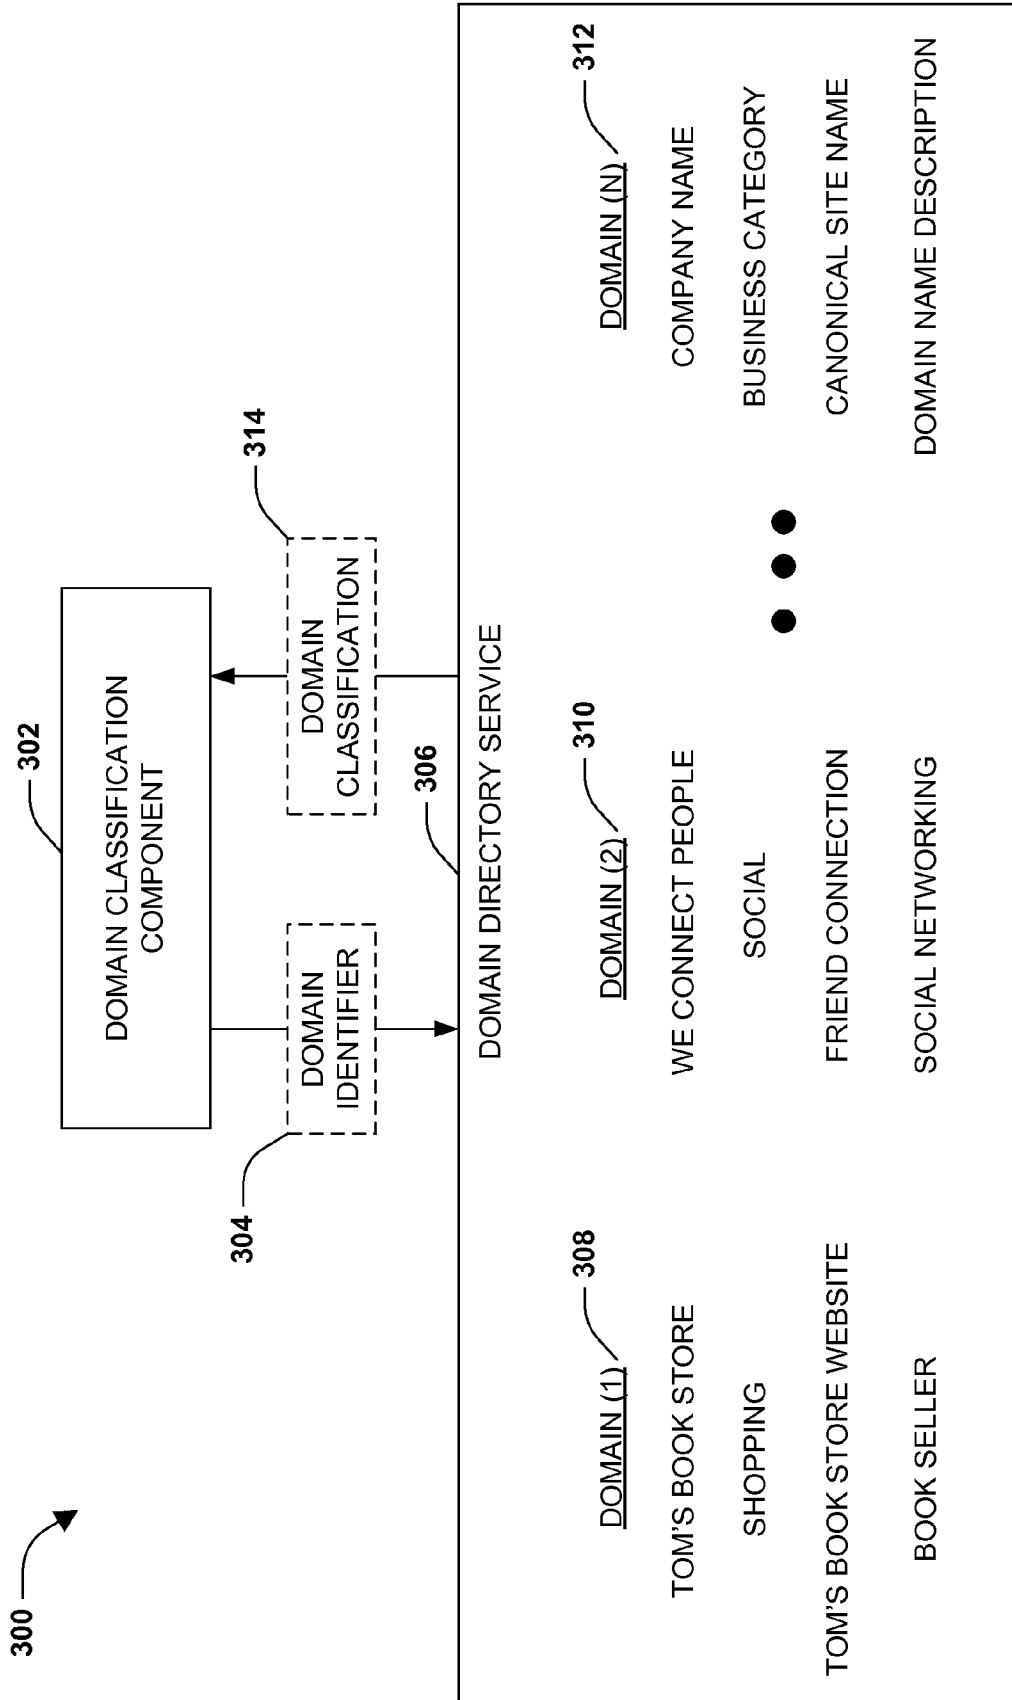 300
302
DOMAIN CLASSIFICATION
COMPONENT
304
DOMAIN
IDENTIFIER
314
DOMAIN
CLASSIFICATION
306
DOMAIN DIRECTORY SERVICE
308
DOMAIN (1)
TOM'S BOOK STORE
SHOPPING
TOM'S BOOK STORE WEBSITE
BOOK SELLER
310
DOMAIN (2)
WE CONNECT PEOPLE
SOCIAL
FRIEND CONNECTION
SOCIAL NETWORKING
312
DOMAIN (N)
COMPANY NAME
BUSINESS CATEGORY
CANONICAL SITE NAME
DOMAIN NAME DESCRIPTION